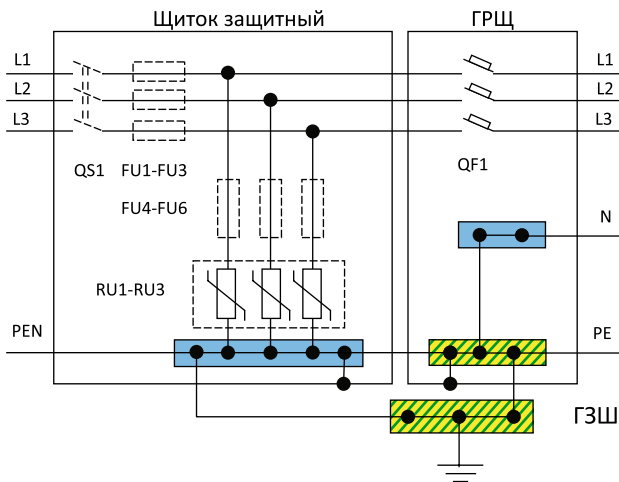 Щиток защитный
ГРЩ
L1
L1
L2
L2
L3
L3
QS1
FU1-FU3
QF1
FU4-FU6
N
RU1-RU3
PEN
PE
ГЗШ